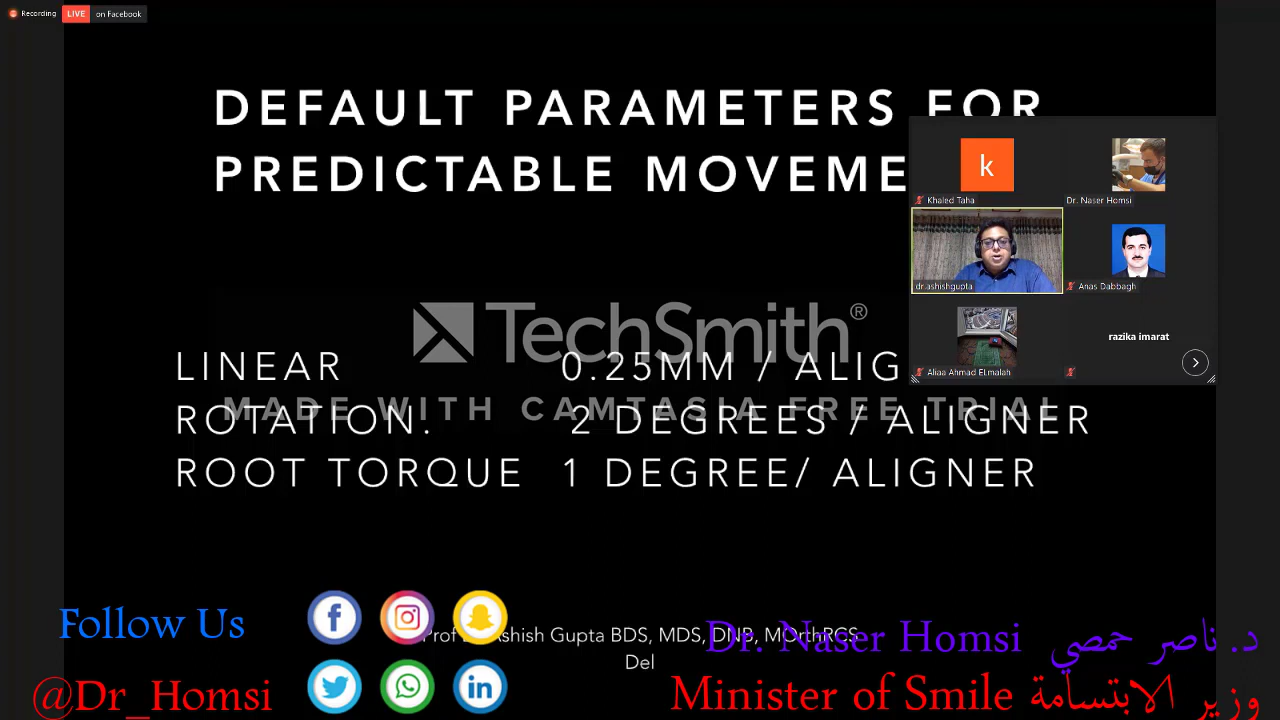 Recording LIVE on Facebook
DEFAULT PARAMETERS FOR
PREDICTABLE MOVEME
k
Khaled Taha
Dr. Naser Homsi
dr.ashishgupta
Anas Dabbagh
Aliaa Ahmad ELmalah
razika imarat
TechSmith®
MADE WITH CAMTASIA FREE TRIAL
LINEAR 0.25MM / ALIG
ROTATION. 2 DEGREES / ALIGNER
ROOT TORQUE 1 DEGREE/ ALIGNER
Prof Ashish Gupta BDS, MDS, DNB, MOrthRCS
Del
Follow Us
@Dr_Homsi
Dr. Naser Homsi د. ناصر حمصي
Minister of Smile وزير الابتسامة